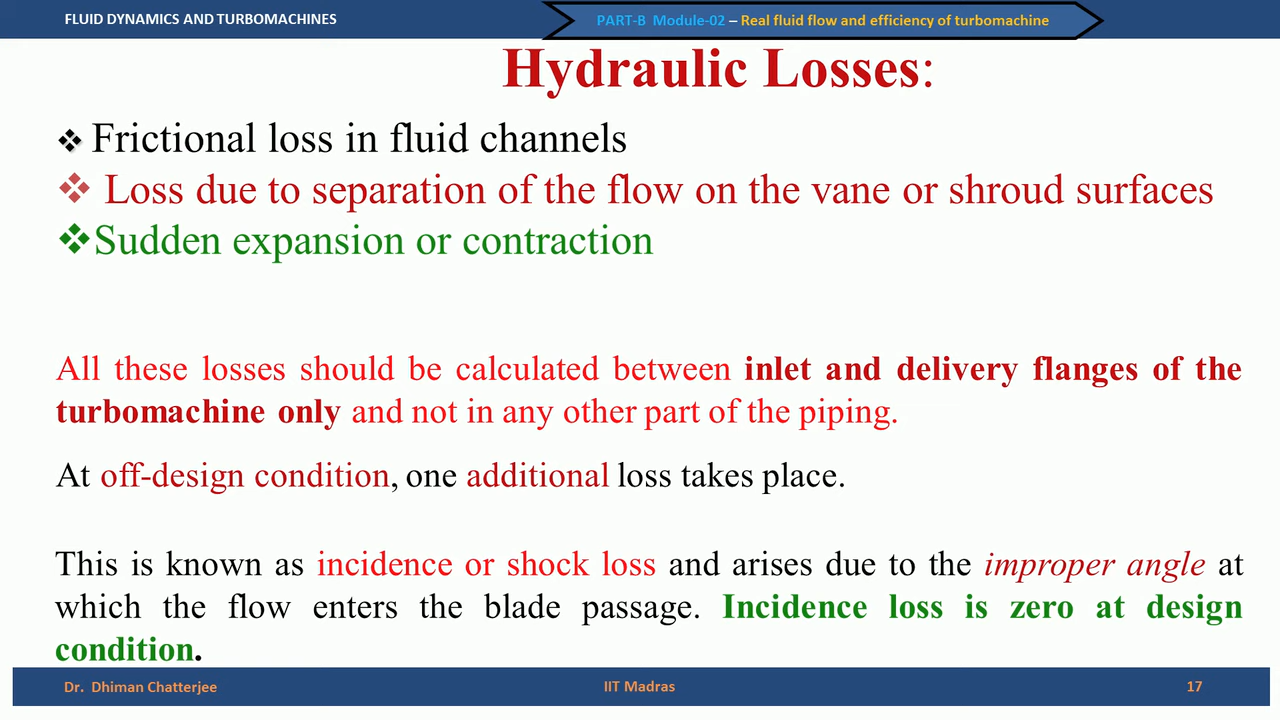 FLUID DYNAMICS AND TURBOMACHINES
PART-B Module-02 – Real fluid flow and efficiency of turbomachine
Hydraulic Losses:
❖ Frictional loss in fluid channels
❖ Loss due to separation of the flow on the vane or shroud surfaces
❖Sudden expansion or contraction
All these losses should be calculated between inlet and delivery flanges of the
turbomachine only and not in any other part of the piping.
At off-design condition, one additional loss takes place.
This is known as incidence or shock loss and arises due to the improper angle at
which the flow enters the blade passage. Incidence loss is zero at design
condition.
Dr. Dhiman Chatterjee
IIT Madras
17